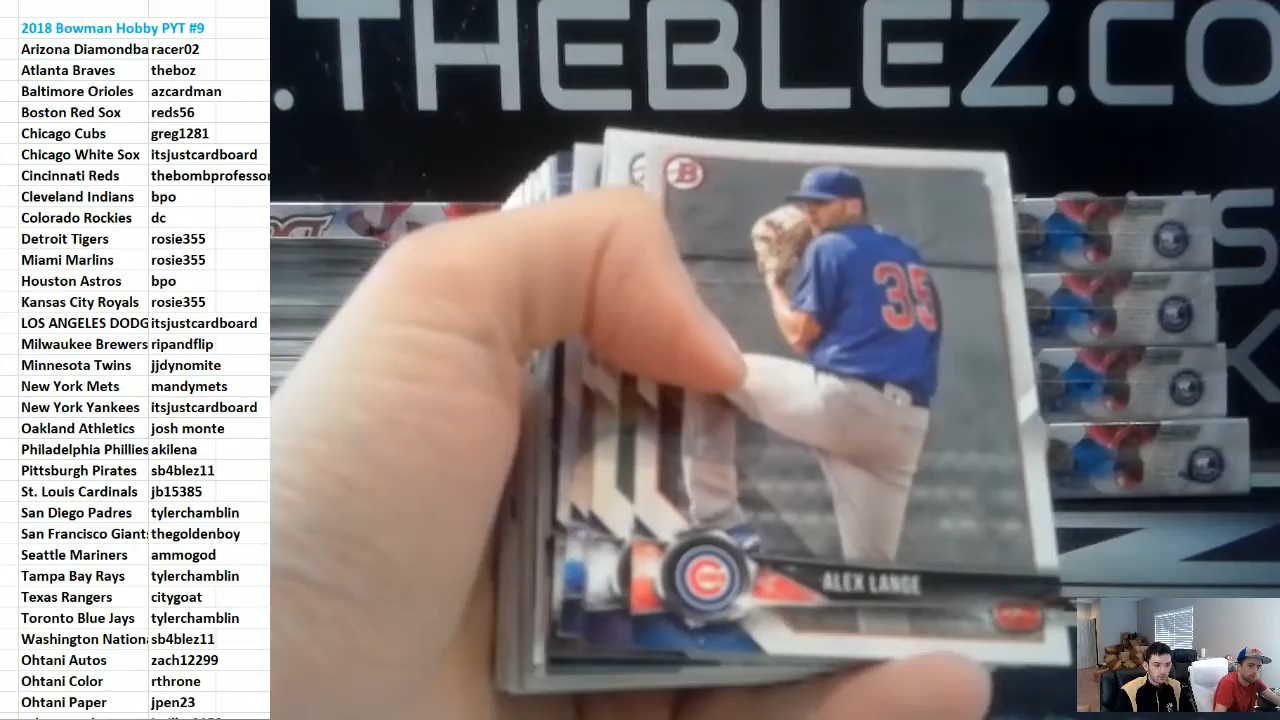 2018 Bowman Hobby PYT #9
Arizona Diamondba racer02
Atlanta Braves theboz
Baltimore Orioles azcardman
Boston Red Sox reds56
Chicago Cubs greg1281
Chicago White Sox itsjustcardboard
Cincinnati Reds thebombprofessor
Cleveland Indians bpo
Colorado Rockies dc
Detroit Tigers rosie355
Miami Marlins rosie355
Houston Astros bpo
Kansas City Royals rosie355
LOS ANGELES DODG itsjustcardboard
Milwaukee Brewers ripandflip
Minnesota Twins jjdynomite
New York Mets mandymets
New York Yankees itsjustcardboard
Oakland Athletics josh monte
Philadelphia Phillies akilena
Pittsburgh Pirates sb4blez11
St. Louis Cardinals jb15385
San Diego Padres tylerchamblin
San Francisco Giant thegoldenboy
Seattle Mariners ammogod
Tampa Bay Rays tylerchamblin
Texas Rangers citygoat
Toronto Blue Jays tylerchamblin
Washington Nation sb4blez11
Ohtani Autos zach12299
Ohtani Color rthrone
Ohtani Paper jpen23
.THEBLEZ.CO
B
35
ALEX LANGE